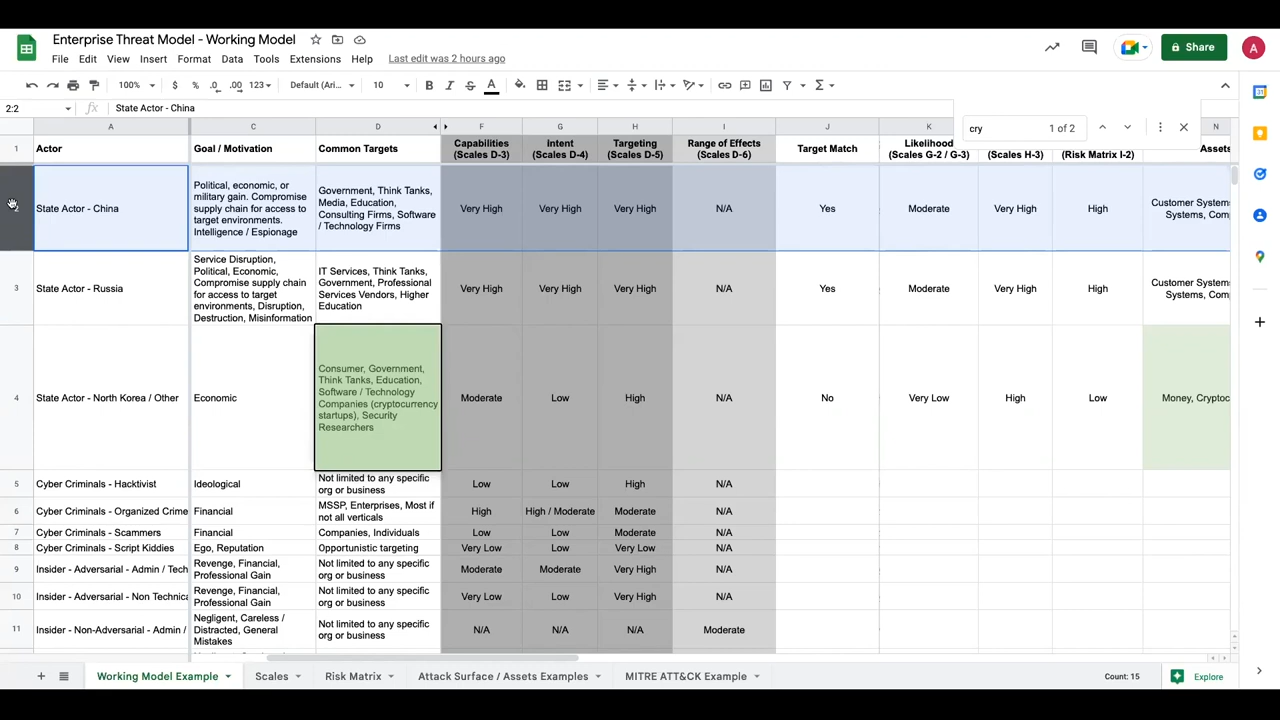 Enterprise Threat Model - Working Model
File Edit View Insert Format Data Tools Extensions Help Last edit was 2 hours ago
Share
A
100% $ % .0 .00 123 Default (Ari... 10 B I S A
2:2 fx State Actor - China
cry 1 of 2
A C D F G H I J K N
1 Actor Goal / Motivation Common Targets Capabilities (Scales D-3) Intent (Scales D-4) Targeting (Scales D-5) Range of Effects (Scales D-6) Target Match Likelihood (Scales G-2 / G-3) (Scales H-3) (Risk Matrix I-2) Assets
2 State Actor - China
Political, economic, or
military gain. Compromise
supply chain for access to
target environments.
Intelligence / Espionage
Government, Think Tanks,
Media, Education,
Consulting Firms, Software
/ Technology Firms
Very High Very High Very High N/A Yes Moderate Very High High
Customer Systems
Systems, Com
3 State Actor - Russia
Service Disruption,
Political, Economic,
Compromise supply chain
for access to target
environments, Disruption,
Destruction, Misinformation
IT Services, Think Tanks,
Government, Professional
Services Vendors, Higher
Education
Very High Very High Very High N/A Yes Moderate Very High High
Customer Systems
Systems, Com
4 State Actor - North Korea / Other Economic
Consumer, Government,
Think Tanks, Education,
Software / Technology
Companies (cryptocurrency
startups), Security
Researchers
Moderate Low High N/A No Very Low High Low Money, Cryptoc
5 Cyber Criminals - Hacktivist Ideological
Not limited to any specific
org or business
Low Low High N/A
6 Cyber Criminals - Organized Crime Financial
MSSP, Enterprises, Most if
not all verticals
High High / Moderate Moderate N/A
7 Cyber Criminals - Scammers Financial Companies, Individuals Low Low Moderate N/A
8 Cyber Criminals - Script Kiddies Ego, Reputation Opportunistic targeting Very Low Low Very Low N/A
9 Insider - Adversarial - Admin / Tech
Revenge, Financial,
Professional Gain
Not limited to any specific
org or business
Moderate Moderate Very High N/A
10 Insider - Adversarial - Non Technica
Revenge, Financial,
Professional Gain
Not limited to any specific
org or business
Very Low Low Very High N/A
11 Insider - Non-Adversarial - Admin /
Negligent, Careless /
Distracted, General
Mistakes
Not limited to any specific
org or business
N/A N/A N/A Moderate
Working Model Example Scales Risk Matrix Attack Surface / Assets Examples MITRE ATT&CK Example Count: 15 Explore